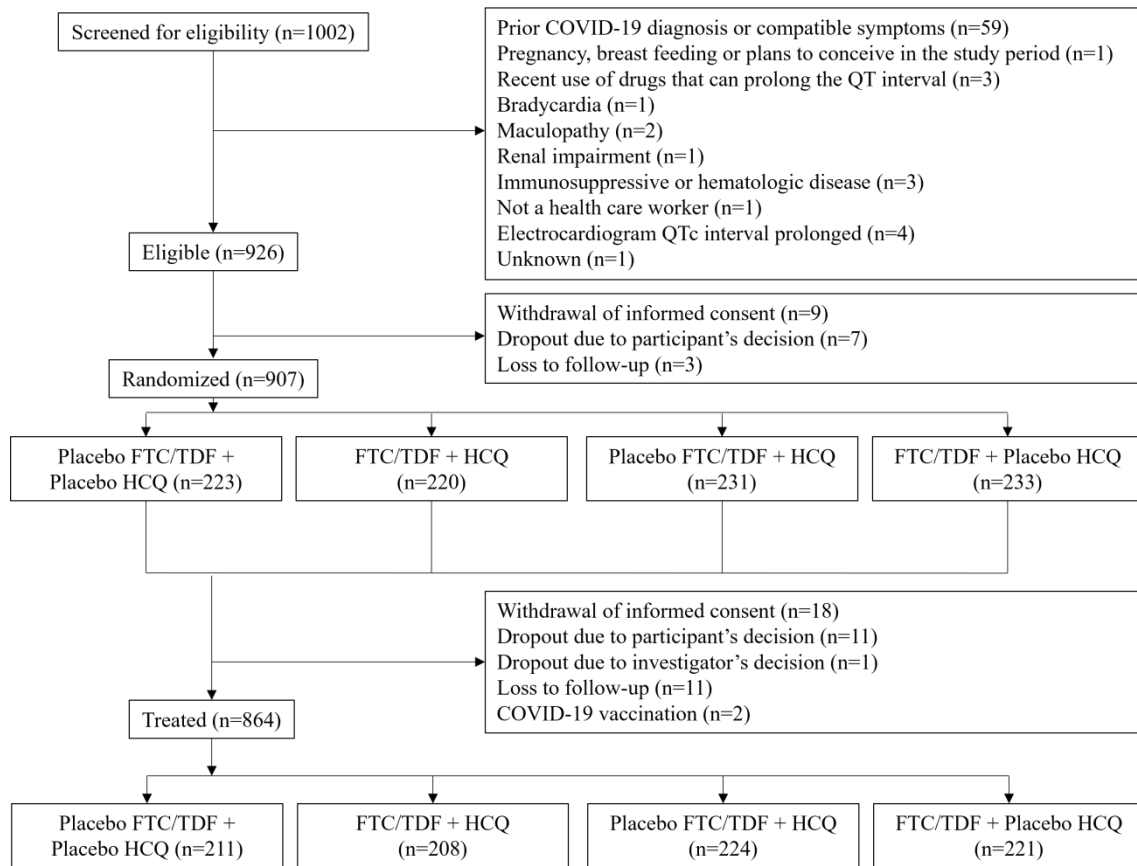 Screened for eligibility (n=1002)
Prior COVID-19 diagnosis or compatible symptoms (n=59)
Pregnancy, breast feeding or plans to conceive in the study period (n=1)
Recent use of drugs that can prolong the QT interval (n=3)
Bradycardia (n=1)
Maculopathy (n=2)
Renal impairment (n=1)
Immunosuppressive or hematologic disease (n=3)
Not a health care worker (n=1)
Electrocardiogram QTc interval prolonged (n=4)
Unknown (n=1)
Eligible (n=926)
Withdrawal of informed consent (n=9)
Dropout due to participant’s decision (n=7)
Loss to follow-up (n=3)
Randomized (n=907)
Placebo FTC/TDF +
Placebo HCQ (n=223)
FTC/TDF + HCQ
(n=220)
Placebo FTC/TDF + HCQ
(n=231)
FTC/TDF + Placebo HCQ
(n=233)
Withdrawal of informed consent (n=18)
Dropout due to participant’s decision (n=11)
Dropout due to investigator’s decision (n=1)
Loss to follow-up (n=11)
COVID-19 vaccination (n=2)
Treated (n=864)
Placebo FTC/TDF +
Placebo HCQ (n=211)
FTC/TDF + HCQ
(n=208)
Placebo FTC/TDF + HCQ
(n=224)
FTC/TDF + Placebo HCQ
(n=221)